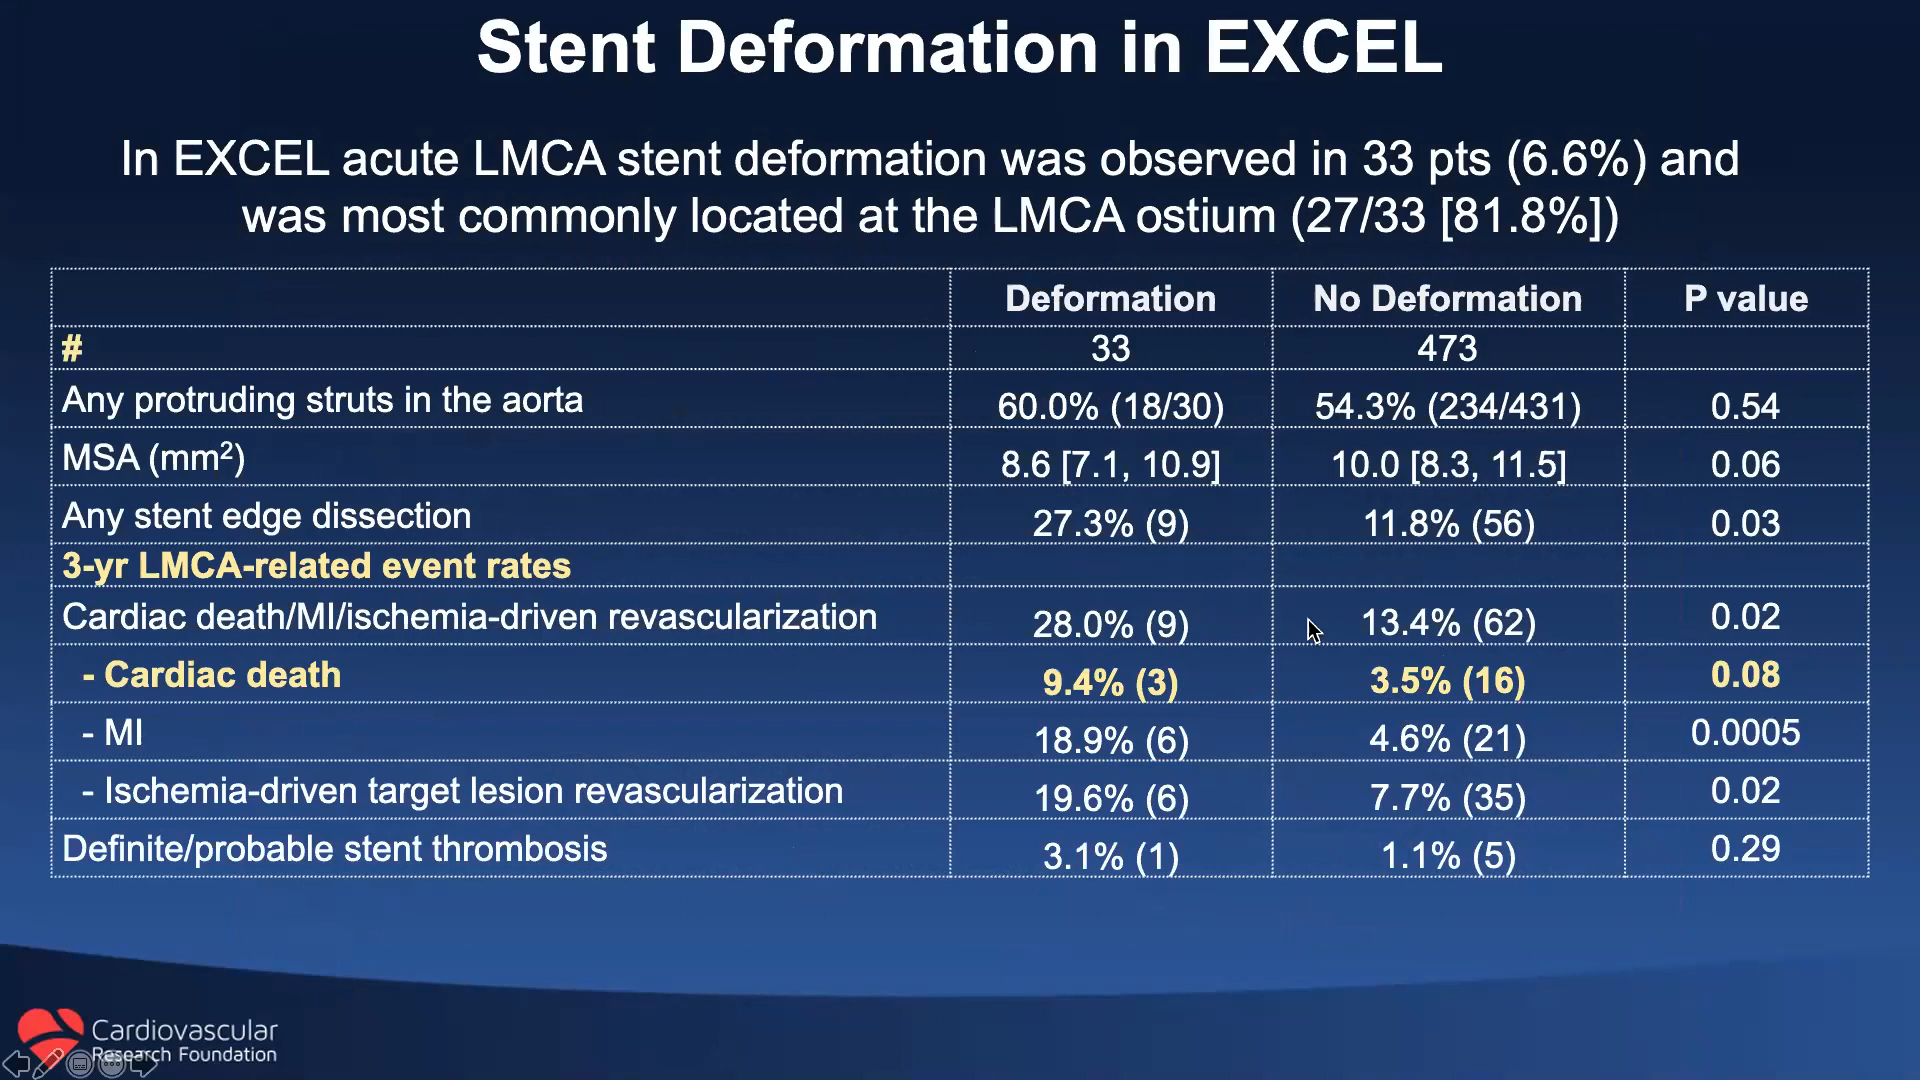 Stent Deformation in EXCEL
In EXCEL acute LMCA stent deformation was observed in 33 pts (6.6%) and
was most commonly located at the LMCA ostium (27/33 [81.8%])
Deformation No Deformation P value
# 33 473
Any protruding struts in the aorta 60.0% (18/30) 54.3% (234/431) 0.54
MSA (mm²) 8.6 [7.1, 10.9] 10.0 [8.3, 11.5] 0.06
Any stent edge dissection 27.3% (9) 11.8% (56) 0.03
3-yr LMCA-related event rates
Cardiac death/MI/ischemia-driven revascularization 28.0% (9) 13.4% (62) 0.02
- Cardiac death 9.4% (3) 3.5% (16) 0.08
- MI 18.9% (6) 4.6% (21) 0.0005
- Ischemia-driven target lesion revascularization 19.6% (6) 7.7% (35) 0.02
Definite/probable stent thrombosis 3.1% (1) 1.1% (5) 0.29
Cardiovascular
Research Foundation